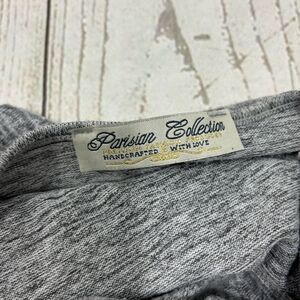 Parisian Collection
HANDCRAFTED WITH LOVE